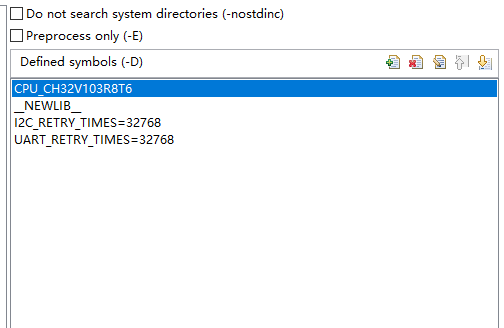 Do not search system directories (-nostdinc)
Preprocess only (-E)
Defined symbols (-D)
CPU_CH32V103R8T6
__NEWLIB__
I2C_RETRY_TIMES=32768
UART_RETRY_TIMES=32768